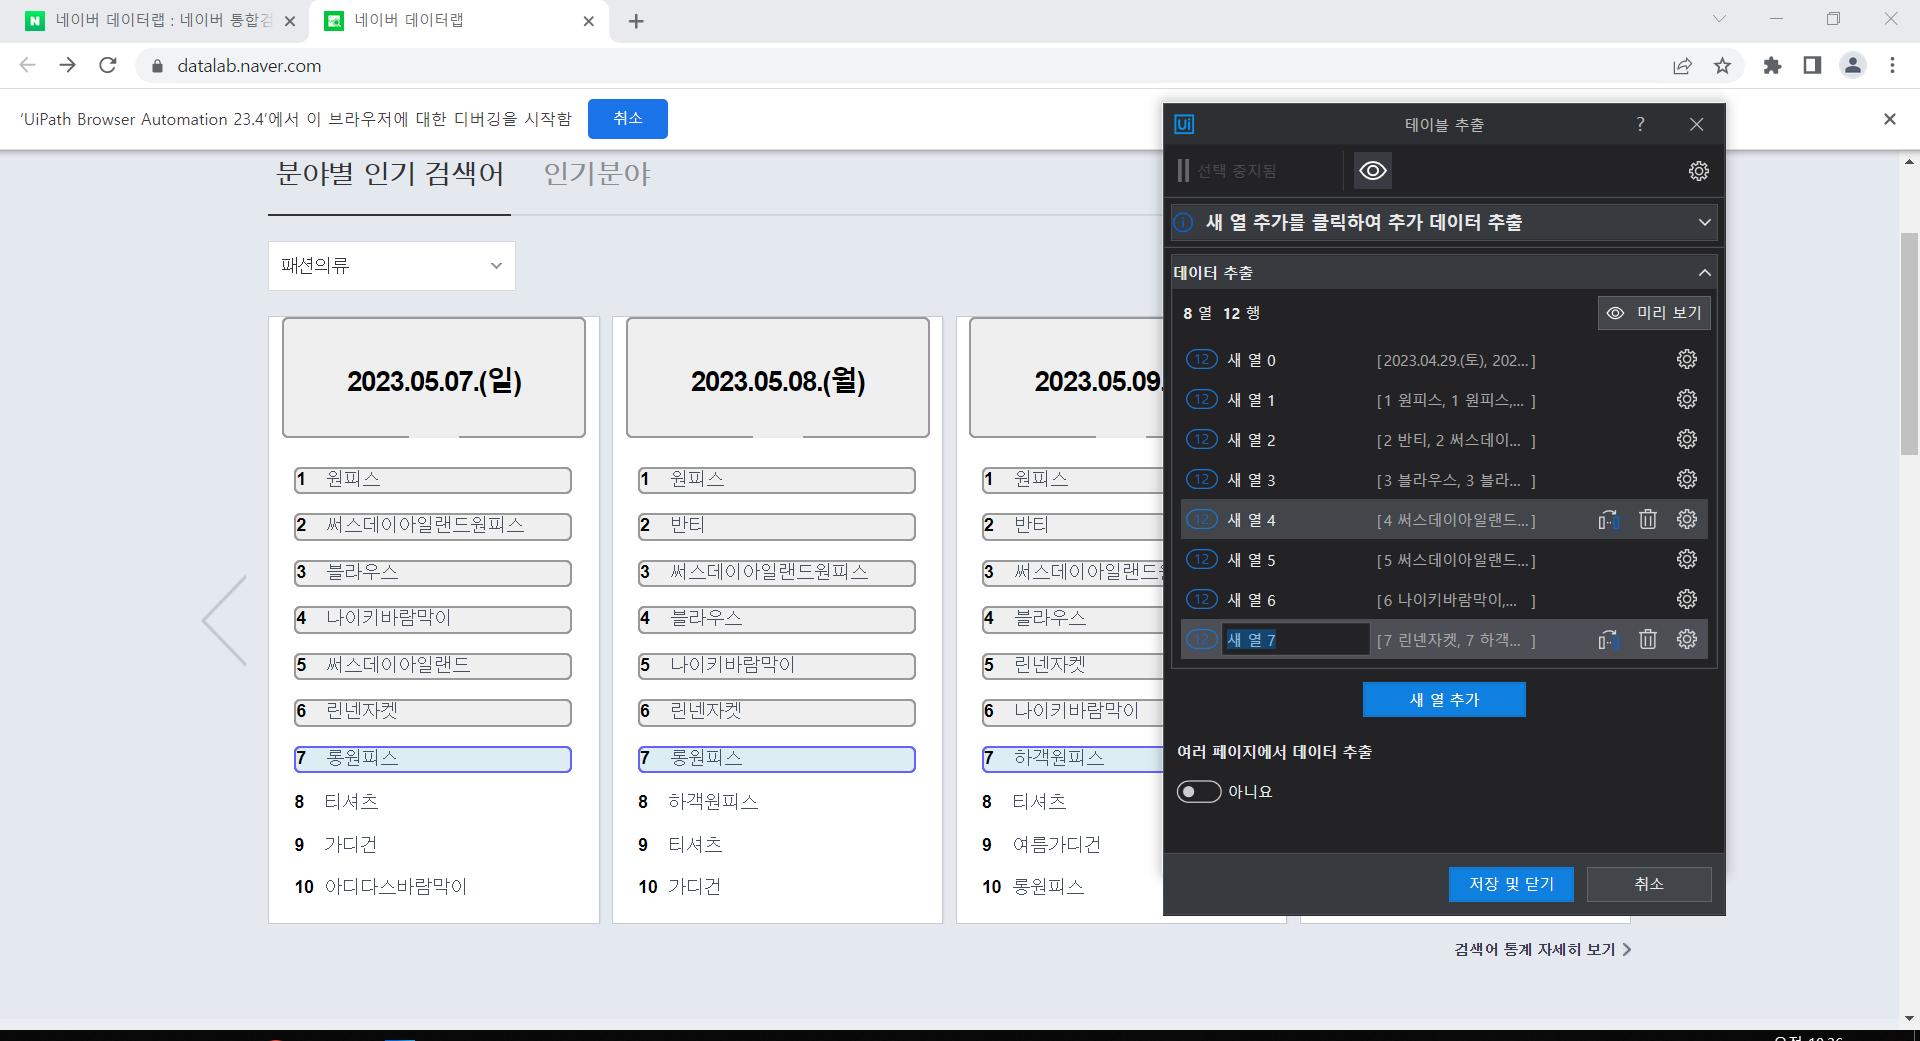 네이버 데이터랩 : 네이버 통합검
네이버 데이터랩
datalab.naver.com
'UiPath Browser Automation 23.4'에서 이 브라우저에 대한 디버깅을 시작함
취소
분야별 인기 검색어
인기분야
패션의류
2023.05.07.(일)
1 원피스
2 써스데이아일랜드원피스
3 블라우스
4 나이키바람막이
5 써스데이아일랜드
6 린넨자켓
7 롱원피스
8 티셔츠
9 가디건
10 아디다스바람막이
2023.05.08.(월)
1 원피스
2 반티
3 써스데이아일랜드원피스
4 블라우스
5 나이키바람막이
6 린넨자켓
7 롱원피스
8 하객원피스
9 티셔츠
10 가디건
2023.05.09.
1 원피스
2 반티
3 써스데이아일랜드
4 블라우스
5 린넨자켓
6 나이키바람막이
7 하객원피스
8 티셔츠
9 여름가디건
10 롱원피스
검색어 통계 자세히 보기
Ui
테이블 추출
?
선택 중지됨
새 열 추가를 클릭하여 추가 데이터 추출
데이터 추출
8 열 12 행
미리 보기
12 새 열 0 [2023.04.29.(토), 202... ]
12 새 열 1 [1 원피스, 1 원피스,... ]
12 새 열 2 [2 반티, 2 써스데이... ]
12 새 열 3 [3 블라우스, 3 블라... ]
12 새 열 4 [4 써스데이아일랜드... ]
12 새 열 5 [5 써스데이아일랜드... ]
12 새 열 6 [6 나이키바람막이,... ]
12 새 열 7 [7 린넨자켓, 7 하객... ]
새 열 추가
여러 페이지에서 데이터 추출
아니요
저장 및 닫기
취소